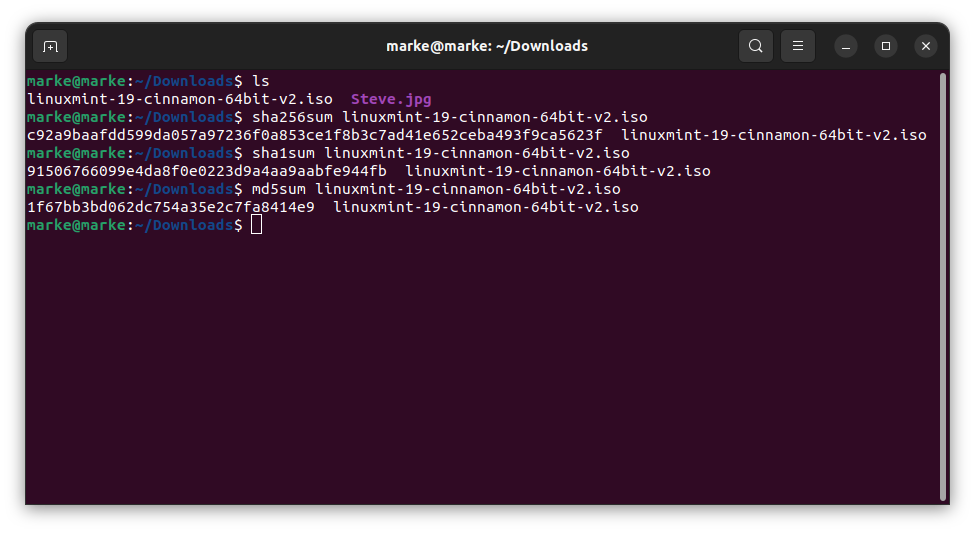 marke@marke: ~/Downloads
marke@marke:~/Downloads$ ls
linuxmint-19-cinnamon-64bit-v2.iso  Steve.jpg
marke@marke:~/Downloads$ sha256sum linuxmint-19-cinnamon-64bit-v2.iso
c92a9baafdd599da057a97236f0a853ce1f8b3c7ad41e652ceba493f9ca5623f  linuxmint-19-cinnamon-64bit-v2.iso
marke@marke:~/Downloads$ sha1sum linuxmint-19-cinnamon-64bit-v2.iso
91506766099e4da8f0e0223d9a4aa9aabfe944fb  linuxmint-19-cinnamon-64bit-v2.iso
marke@marke:~/Downloads$ md5sum linuxmint-19-cinnamon-64bit-v2.iso
1f67bb3bd062dc754a35e2c7fa8414e9  linuxmint-19-cinnamon-64bit-v2.iso
marke@marke:~/Downloads$